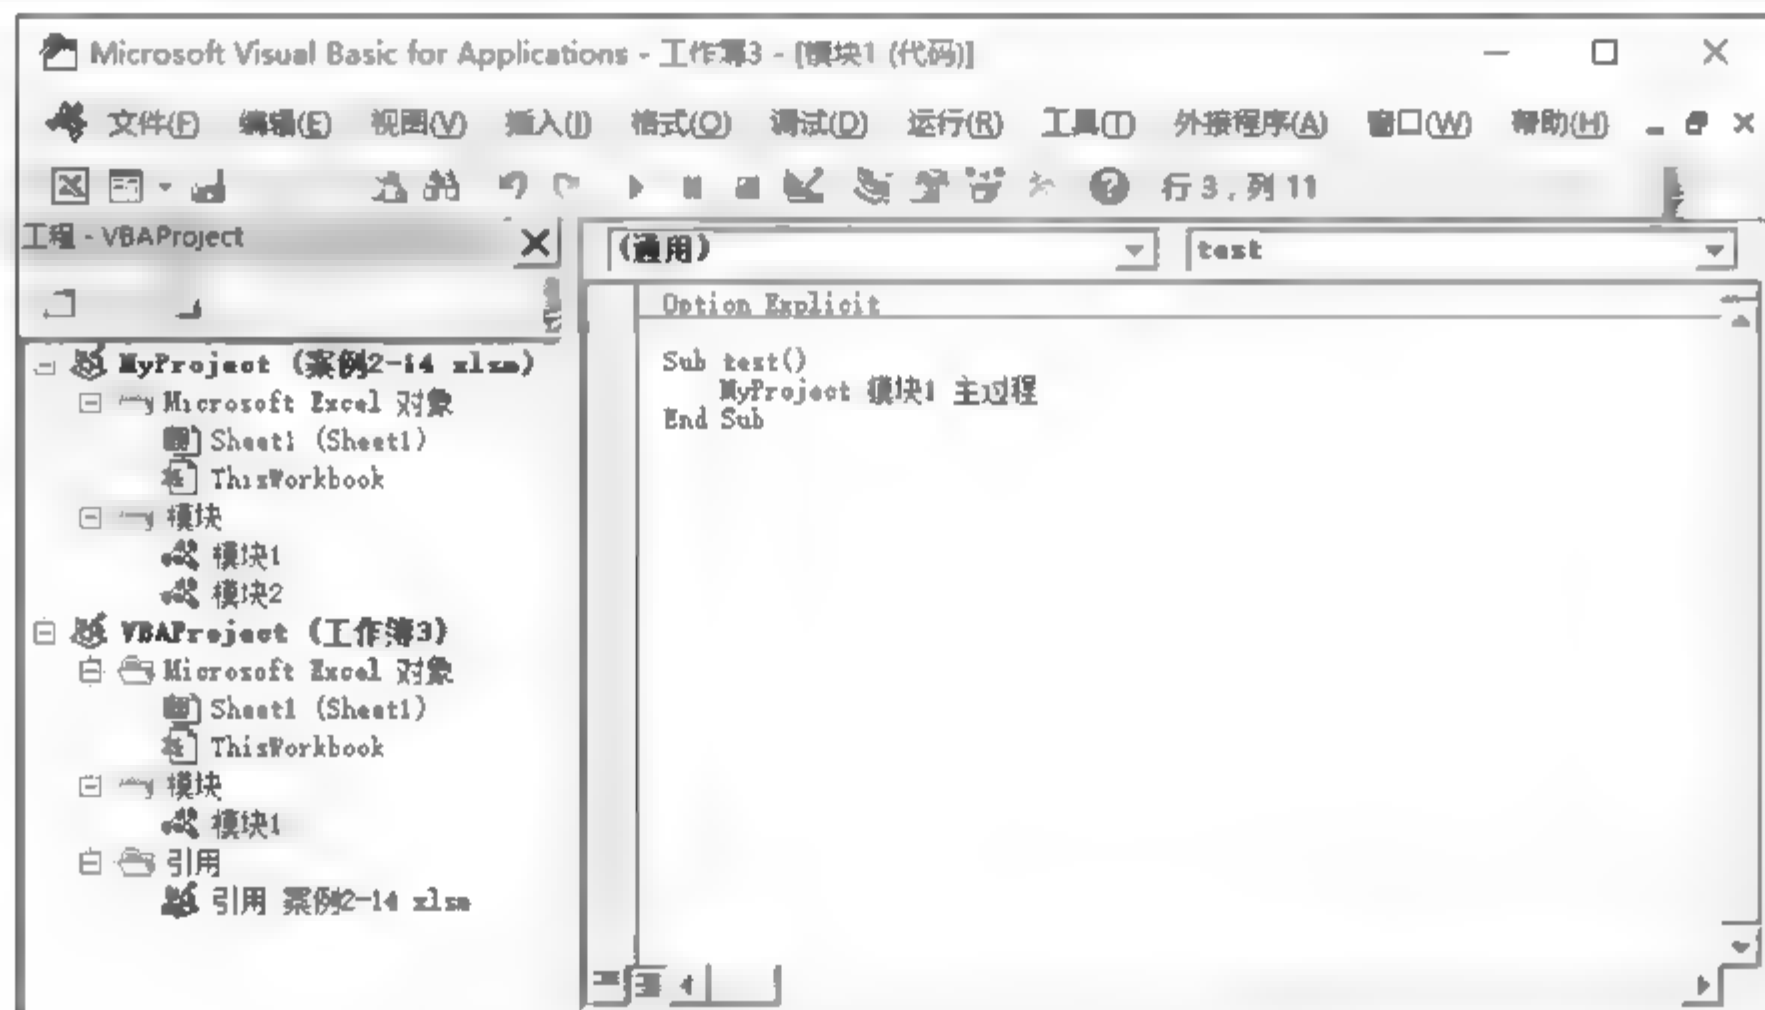 Microsoft Visual Basic for Applications - 工作簿3 - [模块1 (代码)]
文件(F) 编辑(E) 视图(V) 插入(I) 格式(O) 调试(D) 运行(R) 工具(T) 外接程序(A) 窗口(W) 帮助(H)
行 3 , 列 11
工程 - VBAProject
(通用) test
MyProject (案例2-14 xlsm)
Microsoft Excel 对象
Sheet1 (Sheet1)
ThisWorkbook
模块
模块1
模块2
VBAProject (工作簿3)
Microsoft Excel 对象
Sheet1 (Sheet1)
ThisWorkbook
模块
模块1
引用
引用 案例2-14 xlsm
Option Explicit
Sub test()
MyProject 模块1 主过程
End Sub